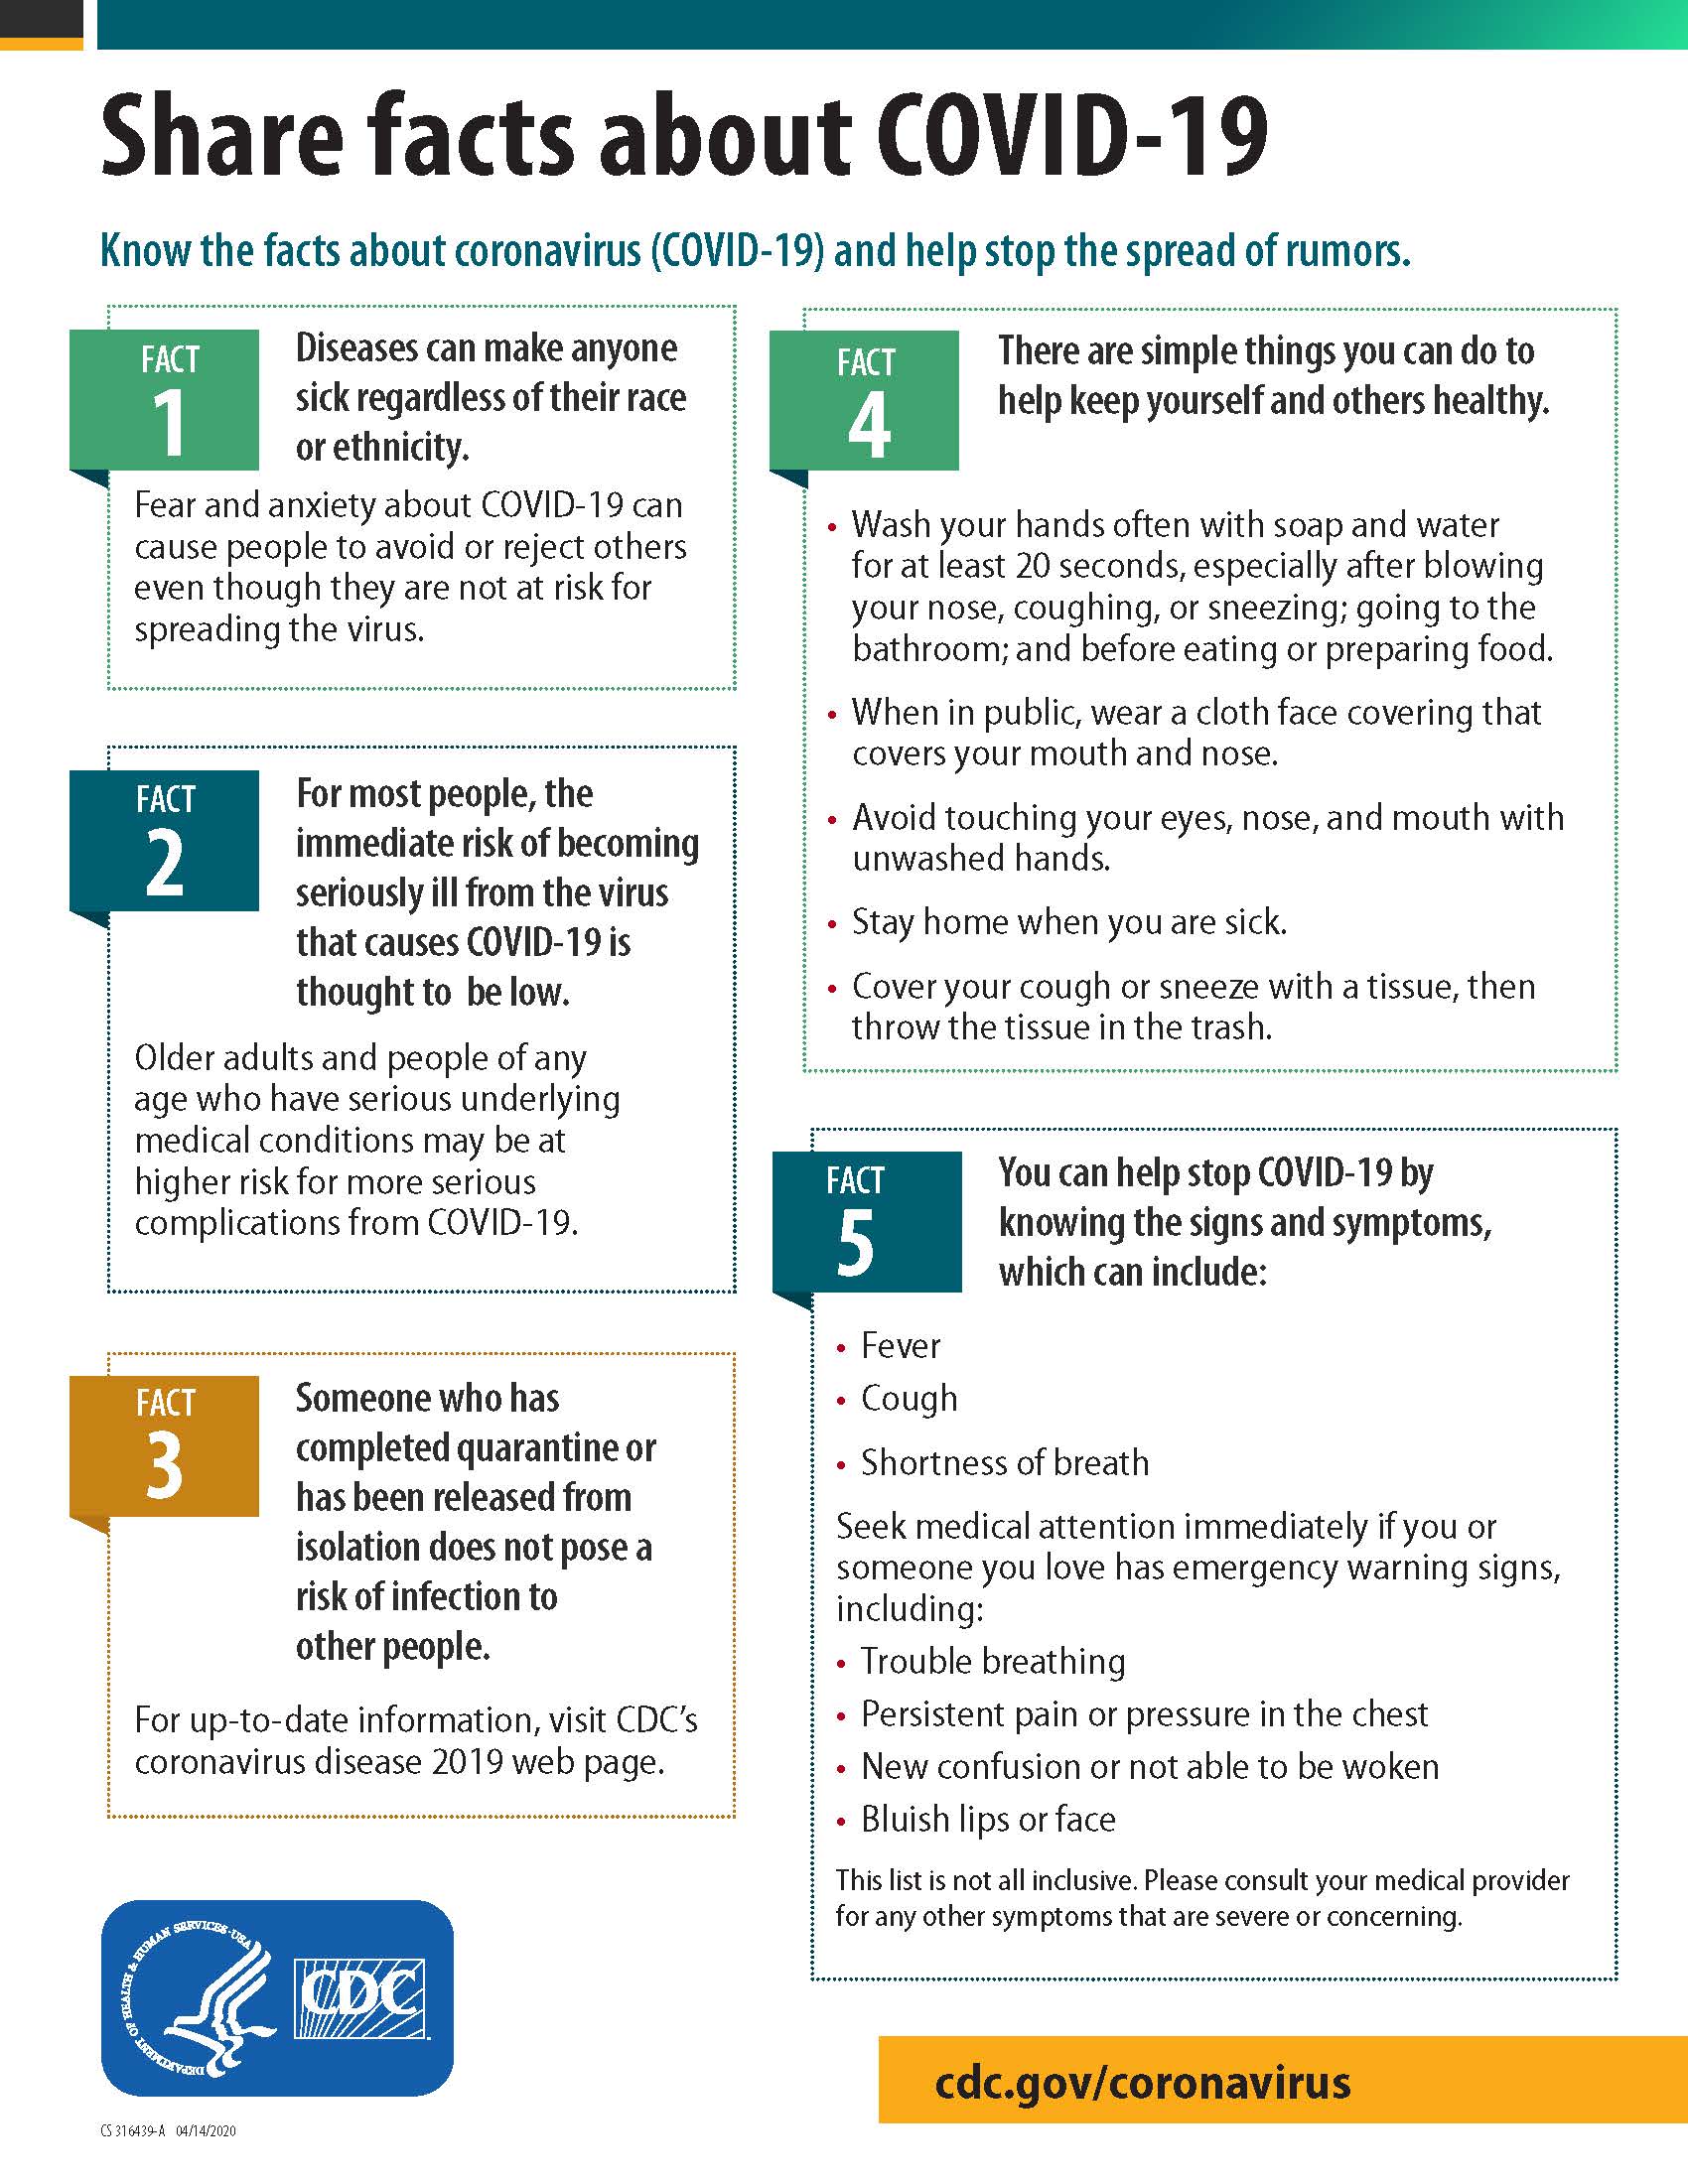 Share facts about COVID-19
Know the facts about coronavirus (COVID-19) and help stop the spread of rumors.
FACT
1
Diseases can make anyone
sick regardless of their race
or ethnicity.
Fear and anxiety about COVID-19 can
cause people to avoid or reject others
even though they are not at risk for
spreading the virus.
FACT
2
For most people, the
immediate risk of becoming
seriously ill from the virus
that causes COVID-19 is
thought to  be low.
Older adults and people of any
age who have serious underlying
medical conditions may be at
higher risk for more serious
complications from COVID-19.
FACT
3
Someone who has
completed quarantine or
has been released from
isolation does not pose a
risk of infection to
other people.
For up-to-date information, visit CDC’s
coronavirus disease 2019 web page.
FACT
4
There are simple things you can do to
help keep yourself and others healthy.
• Wash your hands often with soap and water
for at least 20 seconds, especially after blowing
your nose, coughing, or sneezing; going to the
bathroom; and before eating or preparing food.
• When in public, wear a cloth face covering that
covers your mouth and nose.
• Avoid touching your eyes, nose, and mouth with
unwashed hands.
• Stay home when you are sick.
• Cover your cough or sneeze with a tissue, then
throw the tissue in the trash.
FACT
5
You can help stop COVID-19 by
knowing the signs and symptoms,
which can include:
• Fever
• Cough
• Shortness of breath
Seek medical attention immediately if you or
someone you love has emergency warning signs,
including:
• Trouble breathing
• Persistent pain or pressure in the chest
• New confusion or not able to be woken
• Bluish lips or face
This list is not all inclusive. Please consult your medical provider
for any other symptoms that are severe or concerning.
DEPARTMENT OF HEALTH & HUMAN SERVICES·USA
CDC
cdc.gov/coronavirus
CS 316439-A 04/14/2020